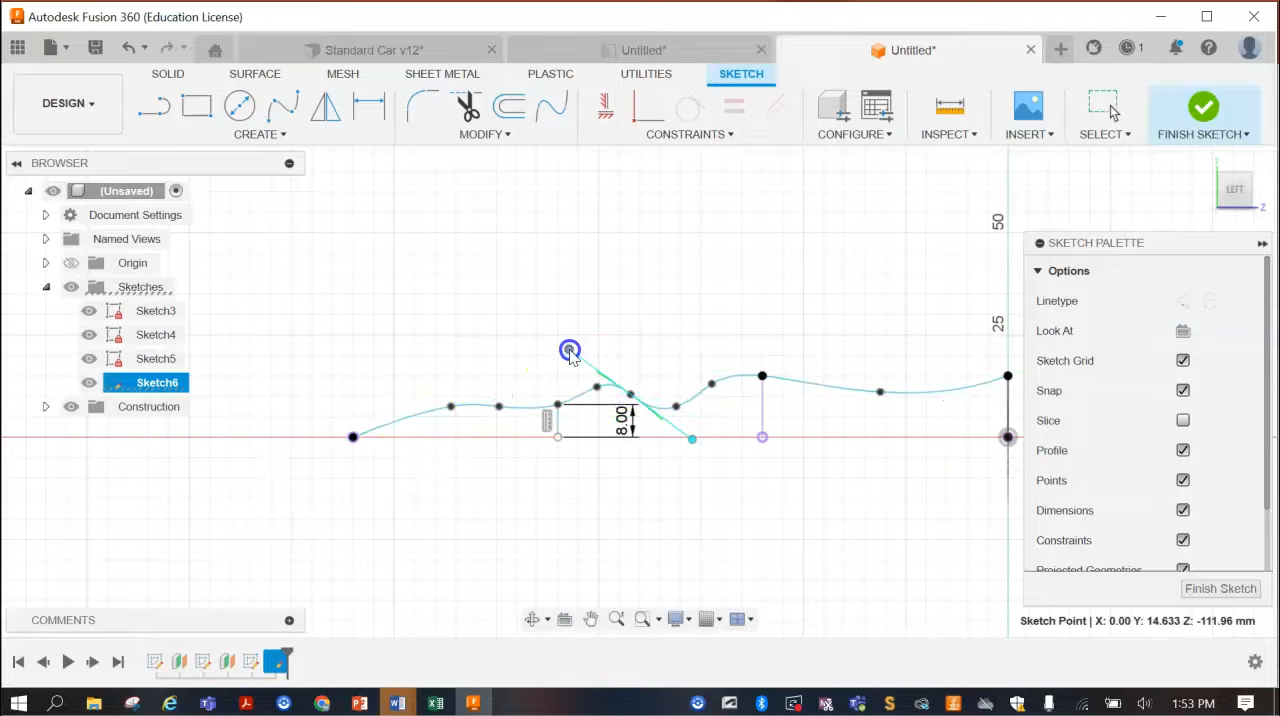 Autodesk Fusion 360 (Education License)
Standard Car v12*
Untitled*
Untitled*
1
DESIGN
SOLID
SURFACE
MESH
SHEET METAL
PLASTIC
UTILITIES
SKETCH
CREATE
MODIFY
CONSTRAINTS
CONFIGURE
INSPECT
INSERT
SELECT
FINISH SKETCH
BROWSER
(Unsaved)
Document Settings
Named Views
Origin
Sketches
Sketch3
Sketch4
Sketch5
Sketch6
Construction
50
25
8.00
LEFT
Z
SKETCH PALETTE
Options
Linetype
Look At
Sketch Grid
Snap
Slice
Profile
Points
Dimensions
Constraints
Projected Geometries
Finish Sketch
COMMENTS
Sketch Point | X: 0.00 Y: 14.633 Z: -111.96 mm
1:53 PM